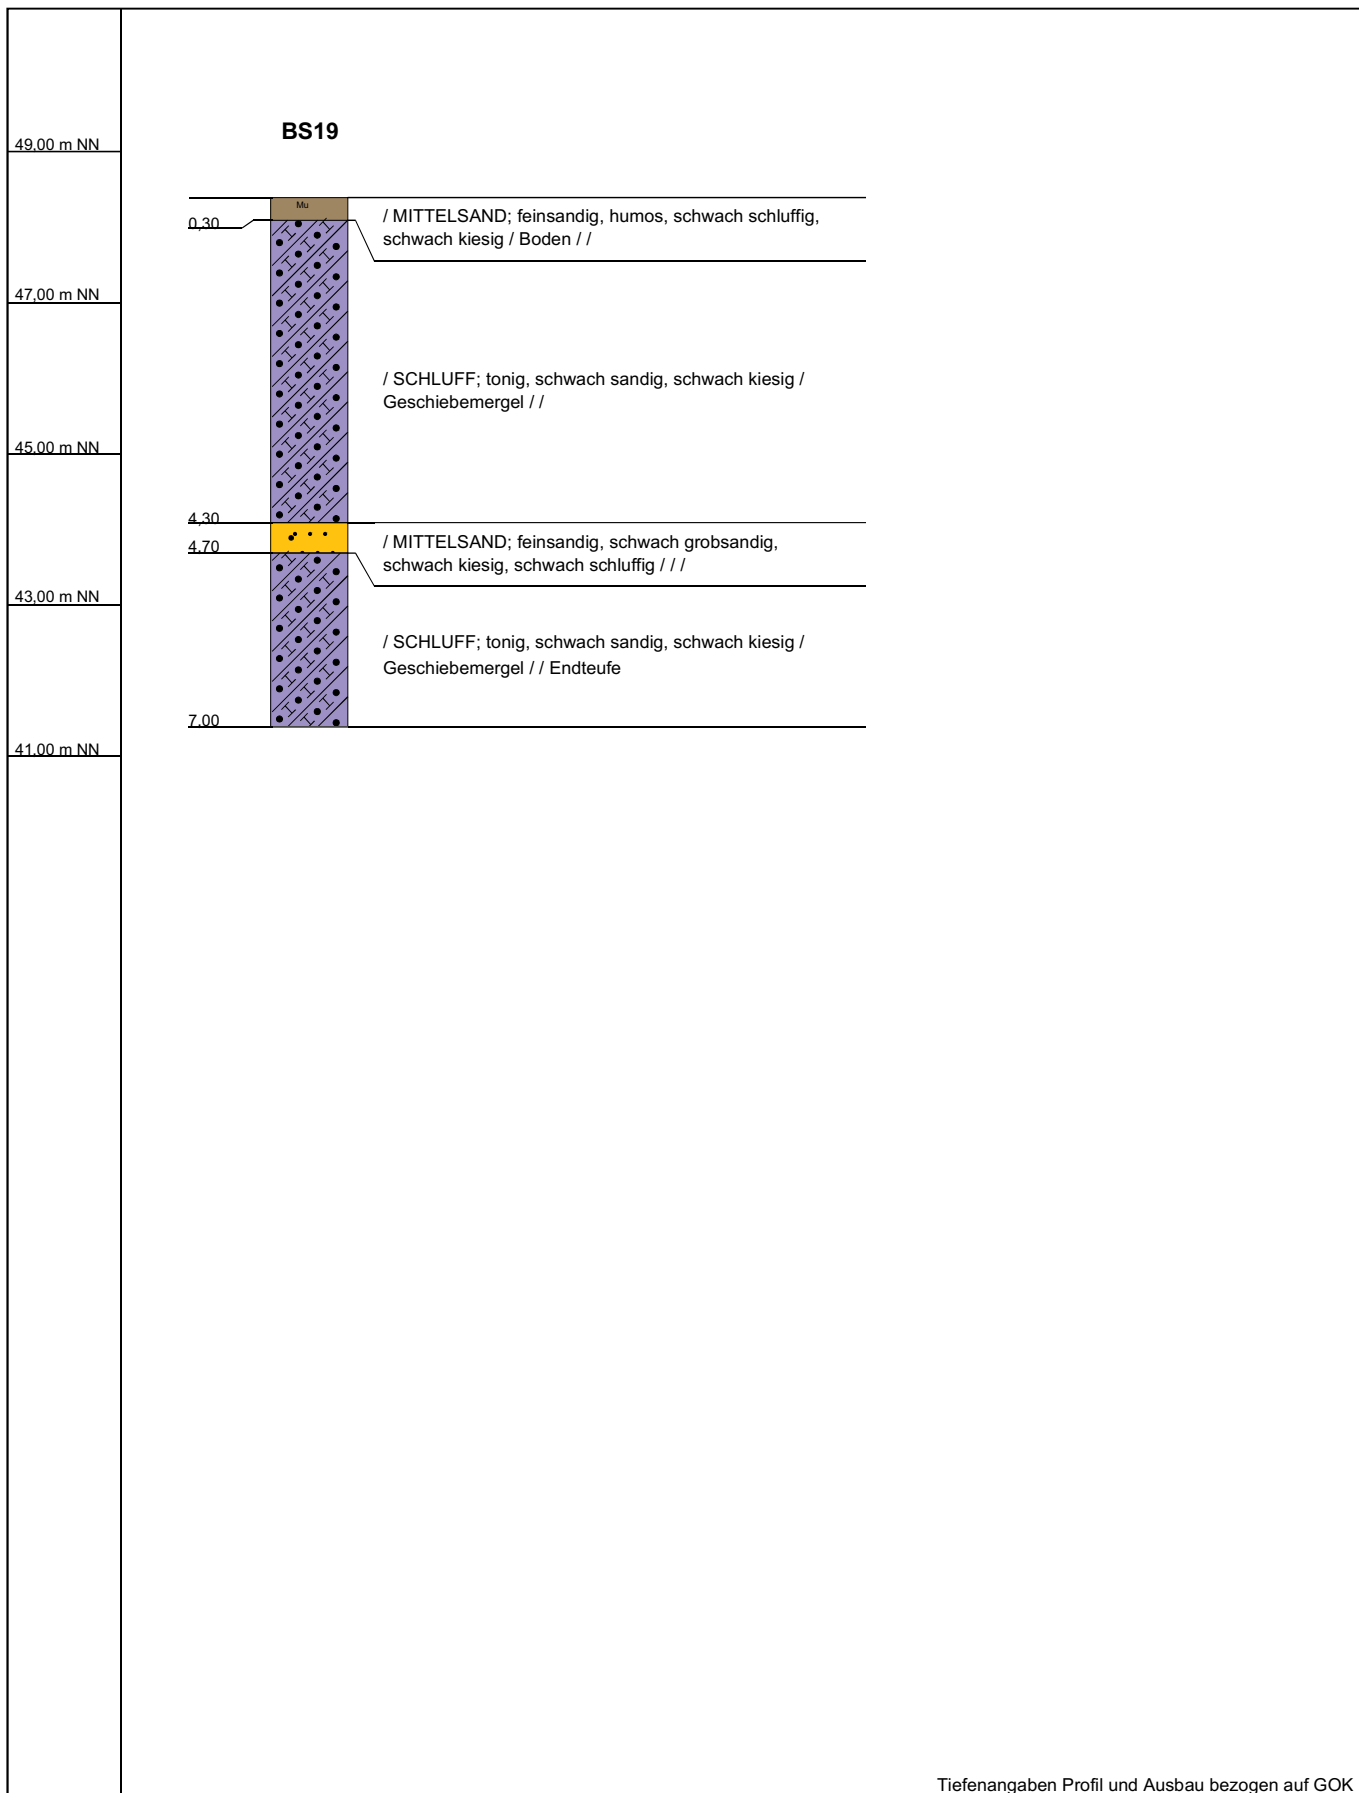 BS19
49,00 m NN
Mu
0,30
/ MITTELSAND; feinsandig, humos, schwach schluffig,
schwach kiesig / Boden / /
47,00 m NN
/ SCHLUFF; tonig, schwach sandig, schwach kiesig /
Geschiebemergel / /
45,00 m NN
4,30
/ MITTELSAND; feinsandig, schwach grobsandig,
schwach kiesig, schwach schluffig / / /
4,70
43,00 m NN
/ SCHLUFF; tonig, schwach sandig, schwach kiesig /
Geschiebemergel / / Endteufe
7,00
41,00 m NN
Tiefenangaben Profil und Ausbau bezogen auf GOK